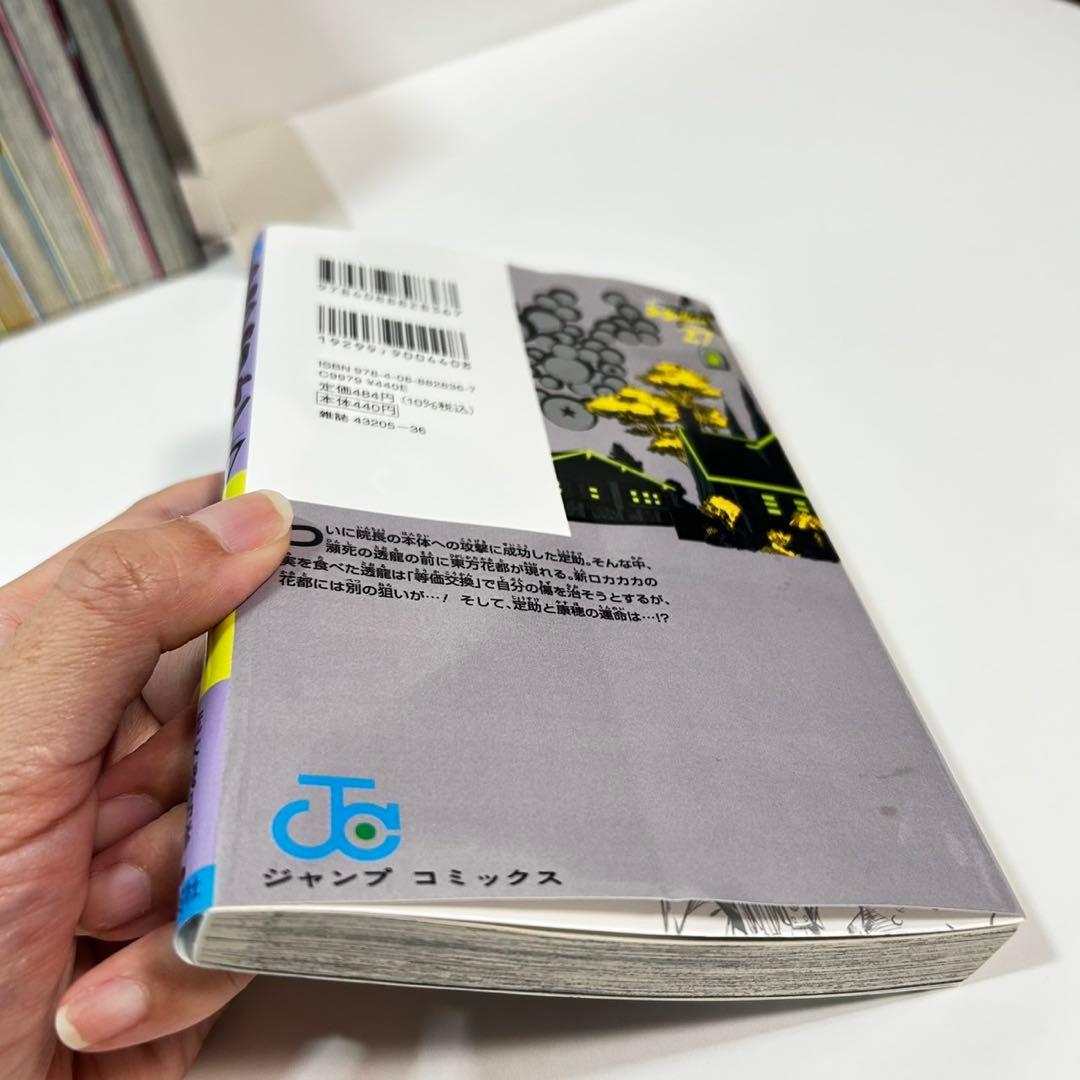 9784088828367
1929979004408
ISBN 978-4-08-882836-7
C9979 ¥440E
定価484円 (10%税込)
本体440円
雑誌 43205-36
27
ついに院長の本体への攻撃に成功した定助。そんな中、
瀕死の透龍の前に東方花都が現れる。新ロカカカの
実を食べた透龍は「等価交換」で自分の傷を治そうとするが、
花都には別の狙いが…! そして、定助と康穂の運命は…!?
JC
ジャンプ コミックス